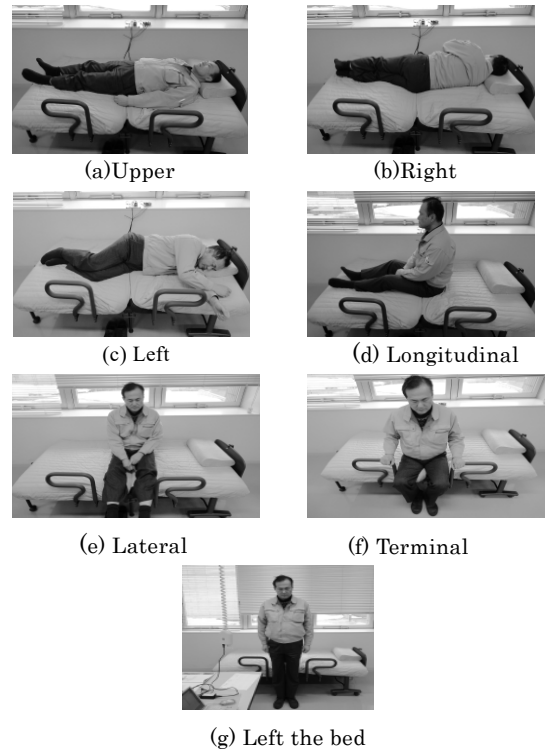 (a)Upper
(b)Right
(c) Left
(d) Longitudinal
(e) Lateral
(f) Terminal
(g) Left the bed